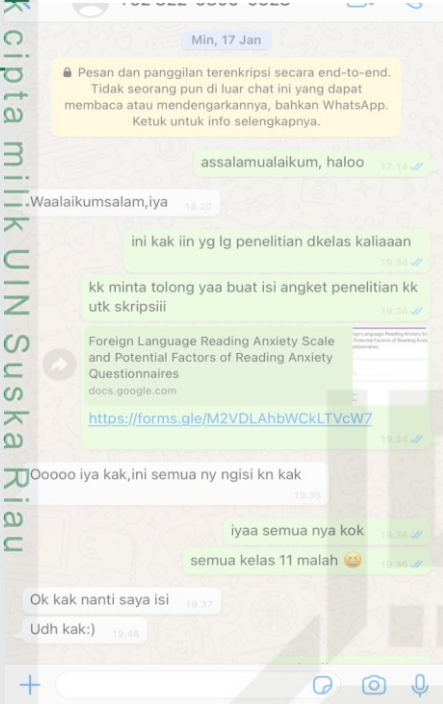 Min, 17 Jan
Pesan dan panggilan terenkripsi secara end-to-end.
Tidak seorang pun di luar chat ini yang dapat
membaca atau mendengarkannya, bahkan WhatsApp.
Ketuk untuk info selengkapnya.
assalamualaikum, haloo 17.14
Waalaikumsalam,iya 18.20
ini kak iin yg lg penelitian dkelas kaliaaan
19.34
kk minta tolong yaa buat isi angket penelitian kk
utk skripsiii
19.34
Foreign Language Reading Anxiety Scale
and Potential Factors of Reading Anxiety
Questionnaires
docs.google.com
https://forms.gle/M2VDLAhbWCkLTVcW7
19.34
Ooooo iya kak,ini semua ny ngisi kn kak
19.35
iyaa semua nya kok 19.36
semua kelas 11 malah 19.36
Ok kak nanti saya isi 19.37
Udh kak:) 19.48
k cipta milik UIN Suska Riau